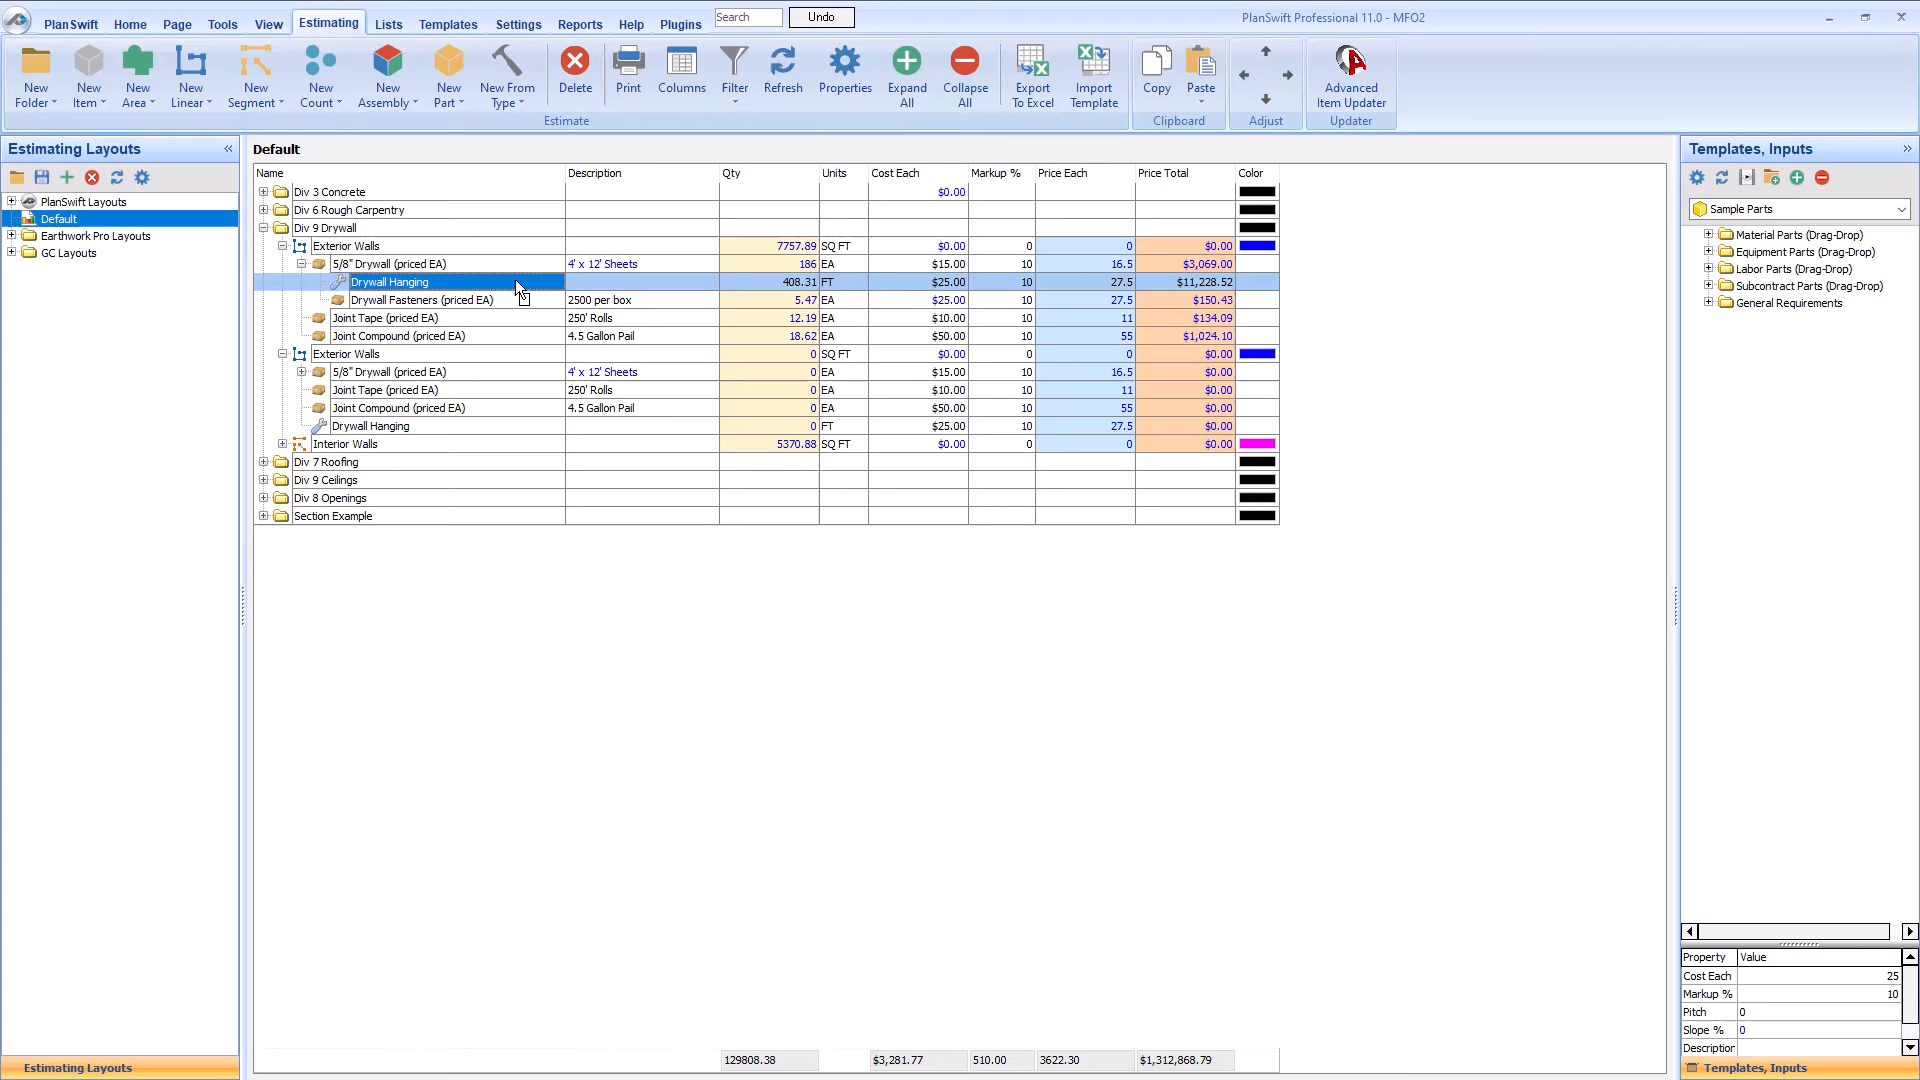 PlanSwift Home Page Tools View Estimating Lists Templates Settings Reports Help Plugins Search Undo PlanSwift Professional 11.0 - MFO2
New Folder New Item New Area New Linear New Segment New Count New Assembly New Part New From Type Delete Print Columns Filter Refresh Properties Expand All Collapse All Export To Excel Import Template Copy Paste Advanced Item Updater
Estimate Clipboard Adjust Updater
Estimating Layouts
PlanSwift Layouts
Default
Earthwork Pro Layouts
GC Layouts
Estimating Layouts
Default
Name Description Qty Units Cost Each Markup % Price Each Price Total Color
Div 3 Concrete $0.00
Div 6 Rough Carpentry
Div 9 Drywall
Exterior Walls 7757.89 SQ FT $0.00 0 0 $0.00
5/8" Drywall (priced EA) 4' x 12' Sheets 186 EA $15.00 10 16.5 $3,069.00
Drywall Hanging 408.31 FT $25.00 10 27.5 $11,228.52
Drywall Fasteners (priced EA) 2500 per box 5.47 EA $25.00 10 27.5 $150.43
Joint Tape (priced EA) 250' Rolls 12.19 EA $10.00 10 11 $134.09
Joint Compound (priced EA) 4.5 Gallon Pail 18.62 EA $50.00 10 55 $1,024.10
Exterior Walls 0 SQ FT $0.00 0 0 $0.00
5/8" Drywall (priced EA) 4' x 12' Sheets 0 EA $15.00 10 16.5 $0.00
Joint Tape (priced EA) 250' Rolls 0 EA $10.00 10 11 $0.00
Joint Compound (priced EA) 4.5 Gallon Pail 0 EA $50.00 10 55 $0.00
Drywall Hanging 0 FT $25.00 10 27.5 $0.00
Interior Walls 5370.88 SQ FT $0.00 0 0 $0.00
Div 7 Roofing
Div 9 Ceilings
Div 8 Openings
Section Example
129808.38 $3,281.77 510.00 3622.30 $1,312,868.79
Templates, Inputs
Sample Parts
Material Parts (Drag-Drop)
Equipment Parts (Drag-Drop)
Labor Parts (Drag-Drop)
Subcontract Parts (Drag-Drop)
General Requirements
Property Value
Cost Each 25
Markup % 10
Pitch 0
Slope % 0
Description
Templates, Inputs